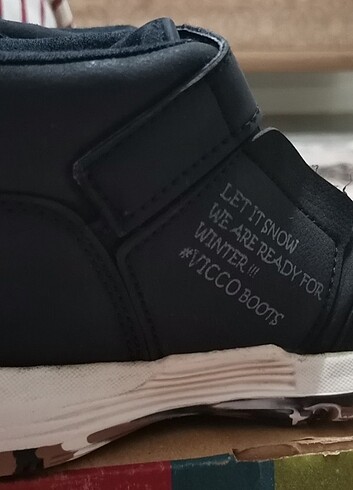 LET IT SNOW
WE ARE READY FOR
WINTER !!!
#VICCO BOOTS